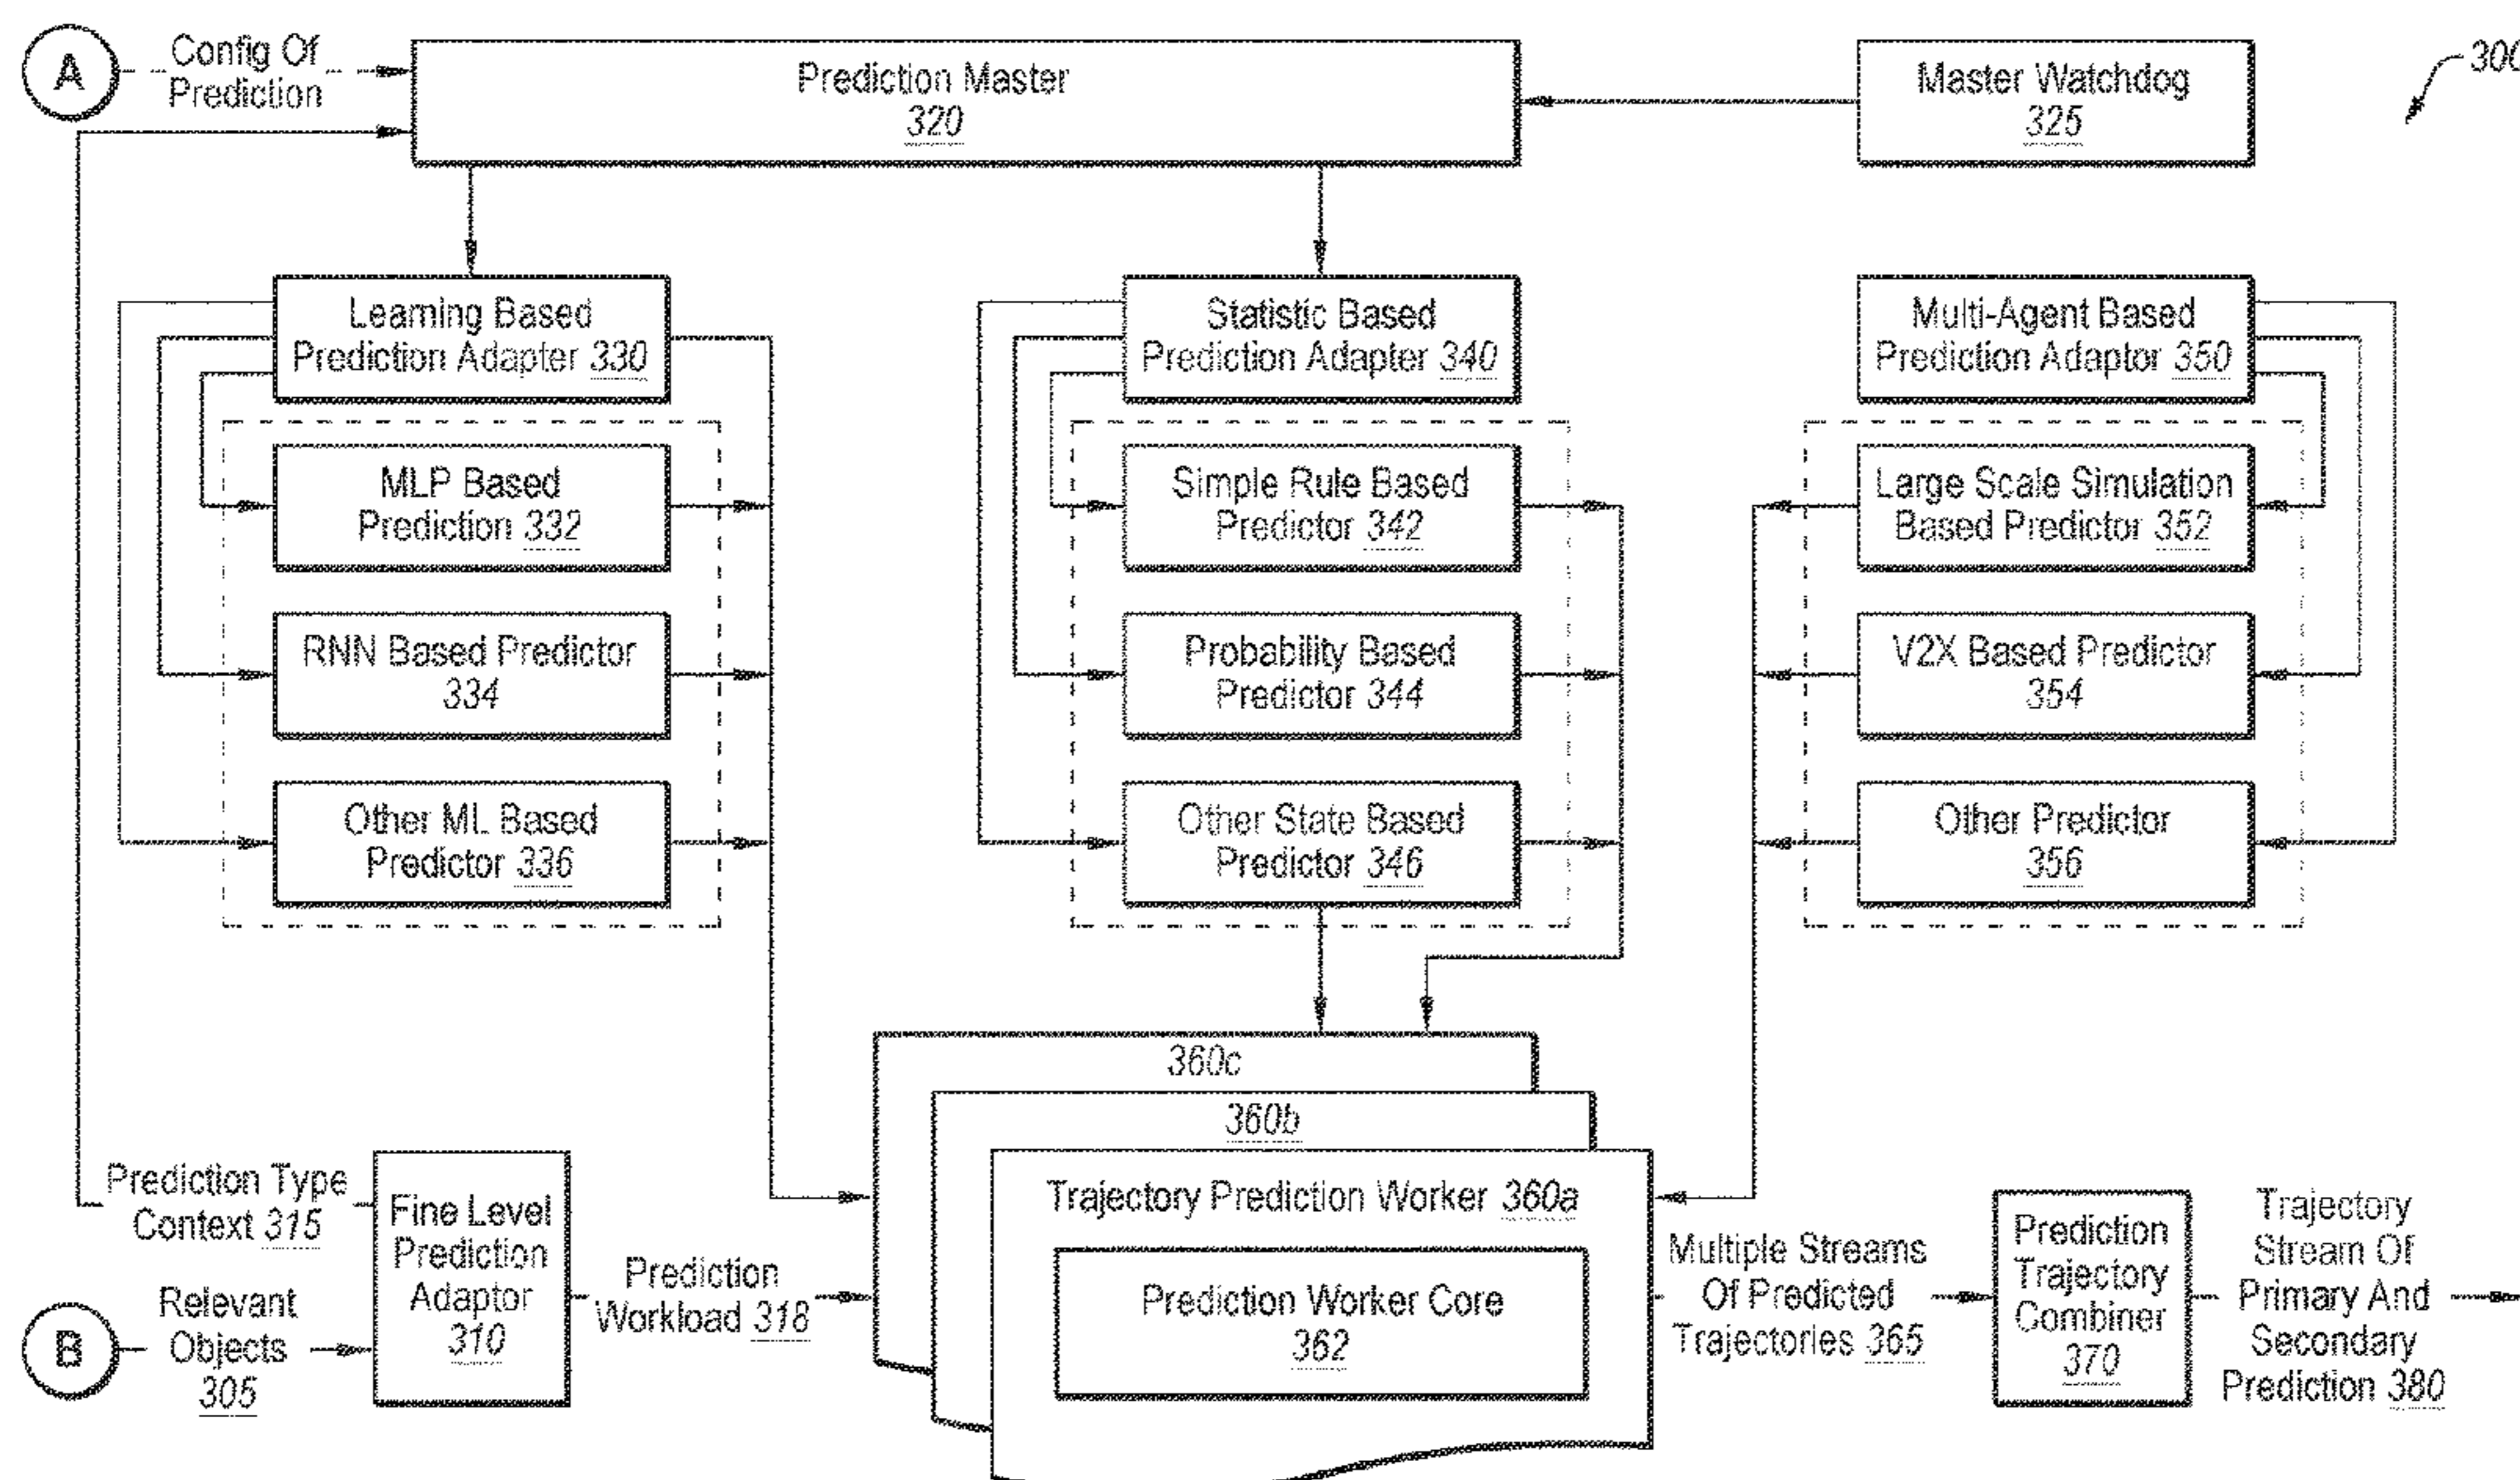 A
Config Of
Prediction
Prediction Master
320
Master Watchdog
325
300
Learning Based
Prediction Adapter 330
Statistic Based
Prediction Adapter 340
Multi-Agent Based
Prediction Adaptor 350
MLP Based
Prediction 332
Simple Rule Based
Predictor 342
Large Scale Simulation
Based Predictor 352
RNN Based Predictor
334
Probability Based
Predictor 344
V2X Based Predictor
354
Other ML Based
Predictor 336
Other State Based
Predictor 346
Other Predictor
356
360c
360b
Trajectory Prediction Worker 360a
Prediction Worker Core
362
Prediction Type
Context 315
Fine Level
Prediction
Adaptor
310
Prediction
Workload 318
B
Relevant
Objects
305
Multiple Streams
Of Predicted
Trajectories 365
Prediction
Trajectory
Combiner
370
Trajectory
Stream Of
Primary And
Secondary
Prediction 380